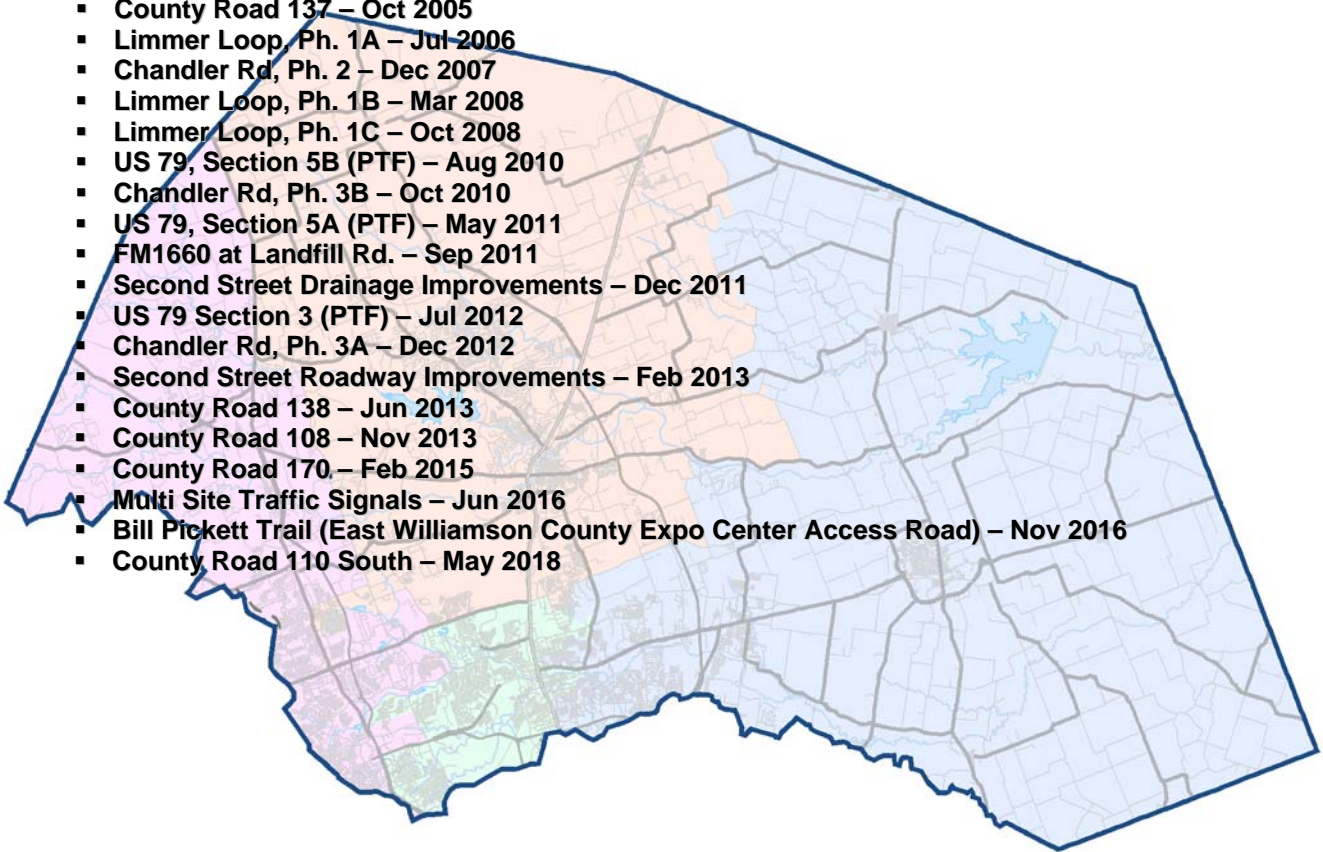 ▪ County Road 137 – Oct 2005
▪ Limmer Loop, Ph. 1A – Jul 2006
▪ Chandler Rd, Ph. 2 – Dec 2007
▪ Limmer Loop, Ph. 1B – Mar 2008
▪ Limmer Loop, Ph. 1C – Oct 2008
▪ US 79, Section 5B (PTF) – Aug 2010
▪ Chandler Rd, Ph. 3B – Oct 2010
▪ US 79, Section 5A (PTF) – May 2011
▪ FM1660 at Landfill Rd. – Sep 2011
▪ Second Street Drainage Improvements – Dec 2011
▪ US 79 Section 3 (PTF) – Jul 2012
▪ Chandler Rd, Ph. 3A – Dec 2012
▪ Second Street Roadway Improvements – Feb 2013
▪ County Road 138 – Jun 2013
▪ County Road 108 – Nov 2013
▪ County Road 170 – Feb 2015
▪ Multi Site Traffic Signals – Jun 2016
▪ Bill Pickett Trail (East Williamson County Expo Center Access Road) – Nov 2016
▪ County Road 110 South – May 2018